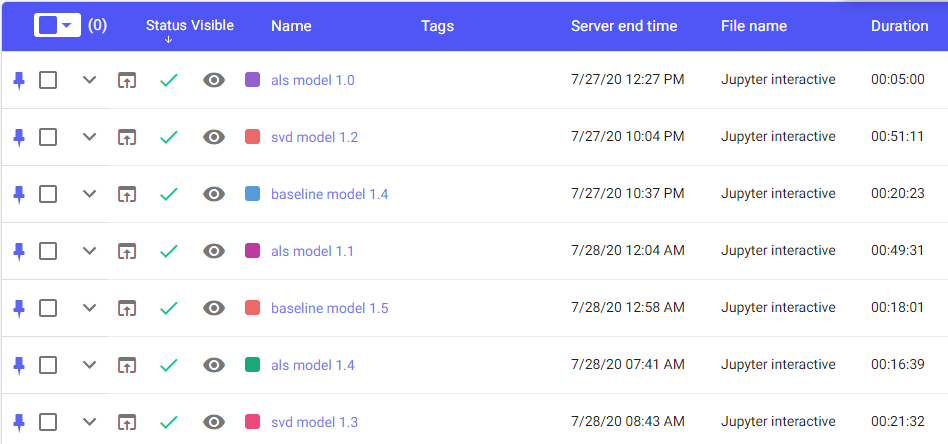 (0) Status Visible Name Tags Server end time File name Duration
als model 1.0 7/27/20 12:27 PM Jupyter interactive 00:05:00
svd model 1.2 7/27/20 10:04 PM Jupyter interactive 00:51:11
baseline model 1.4 7/27/20 10:37 PM Jupyter interactive 00:20:23
als model 1.1 7/28/20 12:04 AM Jupyter interactive 00:49:31
baseline model 1.5 7/28/20 12:58 AM Jupyter interactive 00:18:01
als model 1.4 7/28/20 07:41 AM Jupyter interactive 00:16:39
svd model 1.3 7/28/20 08:43 AM Jupyter interactive 00:21:32